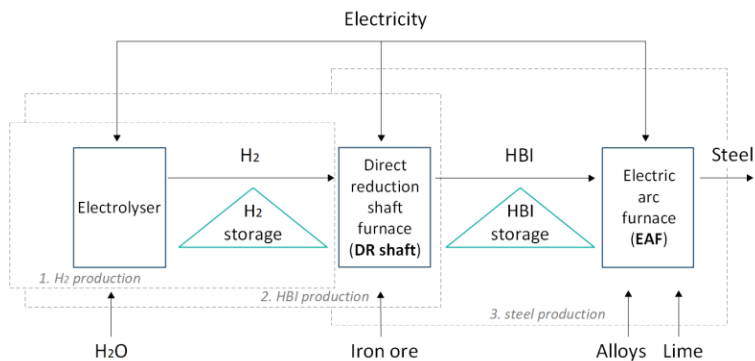 Electricity
H₂
HBI
Steel
Electrolyser
Direct
reduction
shaft
furnace
(DR shaft)
Electric
arc
furnace
(EAF)
H₂
storage
HBI
storage
1. H₂ production
2. HBI production
3. steel production
H₂O
Iron ore
Alloys
Lime